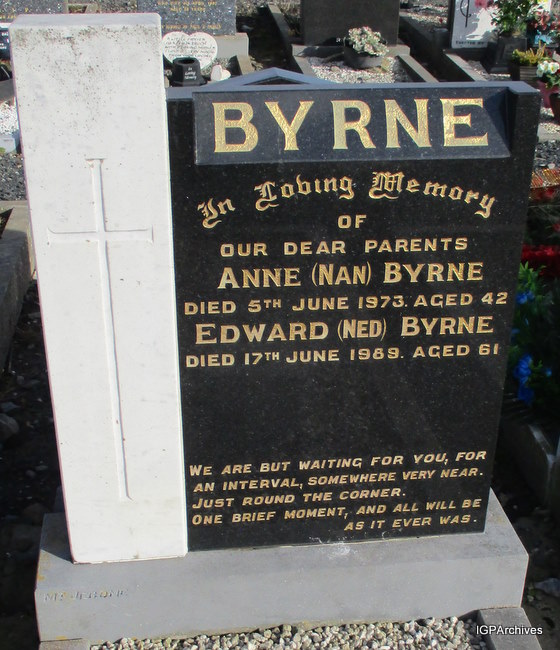 BYRNE
In Loving Memory
OF
OUR DEAR PARENTS
ANNE (NAN) BYRNE
DIED 5TH JUNE 1973. AGED 42
EDWARD (NED) BYRNE
DIED 17TH JUNE 1989. AGED 61
WE ARE BUT WAITING FOR YOU, FOR
AN INTERVAL, SOMEWHERE VERY NEAR.
JUST ROUND THE CORNER.
ONE BRIEF MOMENT, AND ALL WILL BE
AS IT EVER WAS.
IGPArchives